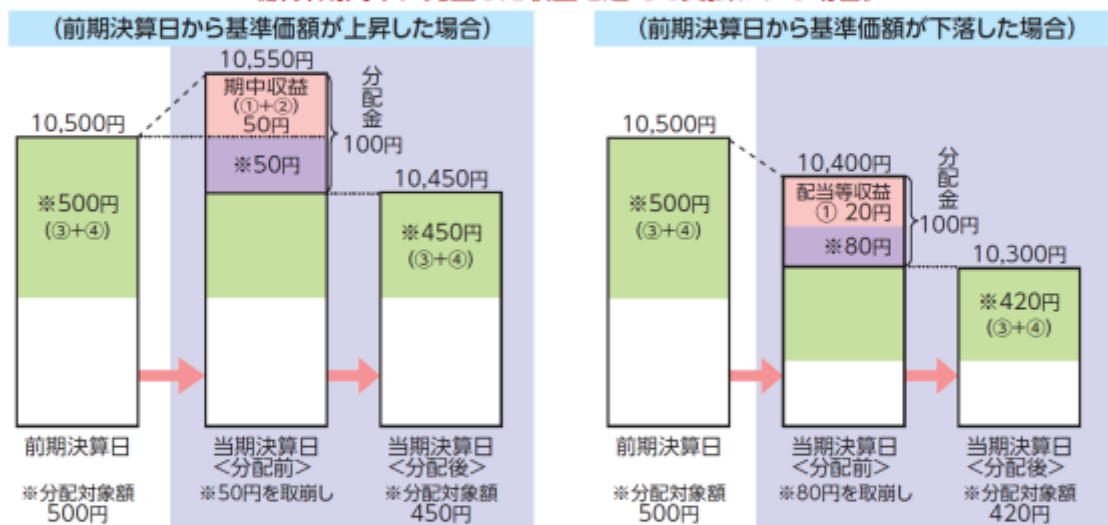 (前期決算日から基準価額が上昇した場合)
10,550円
期中収益
(①+②)
50円
分配金
100円
10,500円
※50円
10,450円
※500円
(③+④)
※450円
(③+④)
前期決算日
当期決算日
<分配前>
当期決算日
<分配後>
※分配対象額
500円
※50円を取崩し
※分配対象額
450円
(前期決算日から基準価額が下落した場合)
10,500円
10,400円
配当等収益
① 20円
分配金
100円
※80円
※500円
(③+④)
10,300円
※420円
(③+④)
前期決算日
当期決算日
<分配前>
当期決算日
<分配後>
※分配対象額
500円
※80円を取崩し
※分配対象額
420円